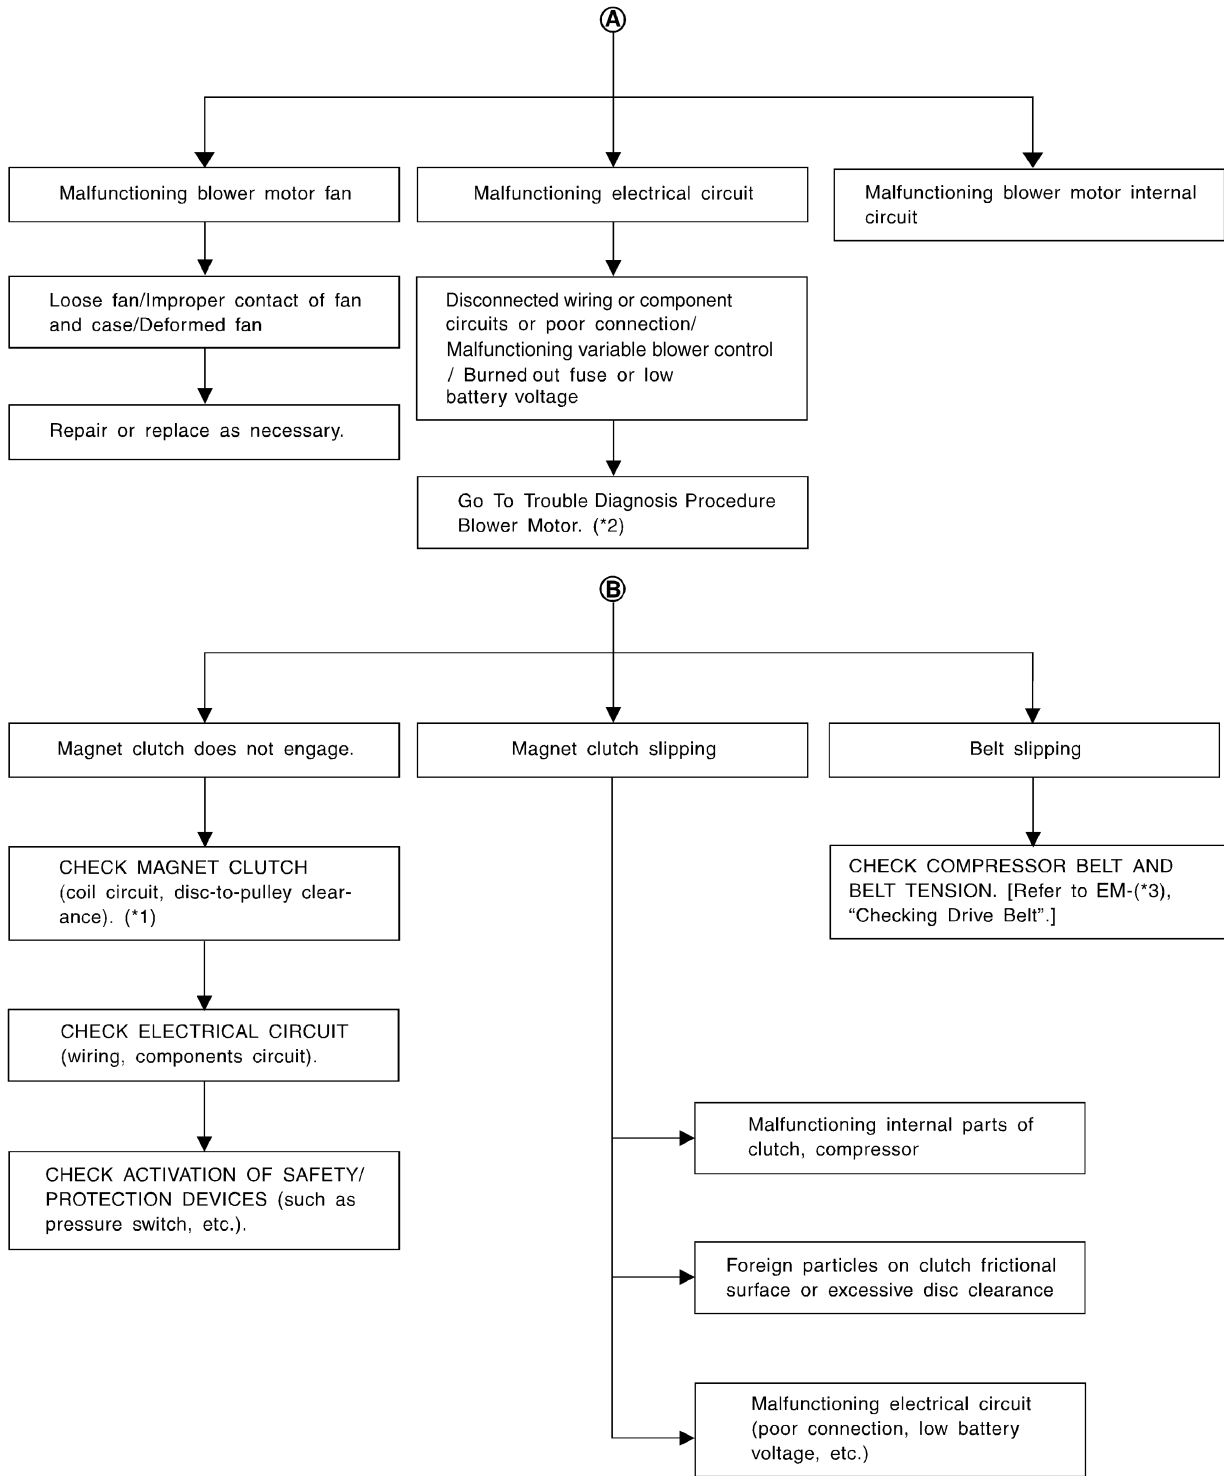 A
Malfunctioning blower motor fan
Malfunctioning electrical circuit
Malfunctioning blower motor internal
circuit
Loose fan/Improper contact of fan
and case/Deformed fan
Disconnected wiring or component
circuits or poor connection/
Malfunctioning variable blower control
/ Burned out fuse or low
battery voltage
Repair or replace as necessary.
Go To Trouble Diagnosis Procedure
Blower Motor. (*2)
B
Magnet clutch does not engage.
Magnet clutch slipping
Belt slipping
CHECK MAGNET CLUTCH
(coil circuit, disc-to-pulley clear-
ance). (*1)
CHECK COMPRESSOR BELT AND
BELT TENSION. [Refer to EM-(*3),
“Checking Drive Belt”.]
CHECK ELECTRICAL CIRCUIT
(wiring, components circuit).
CHECK ACTIVATION OF SAFETY/
PROTECTION DEVICES (such as
pressure switch, etc.).
Malfunctioning internal parts of
clutch, compressor
Foreign particles on clutch frictional
surface or excessive disc clearance
Malfunctioning electrical circuit
(poor connection, low battery
voltage, etc.)